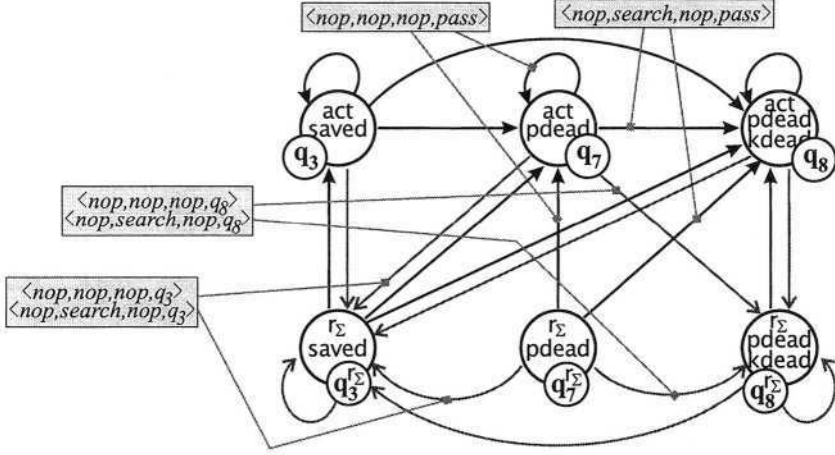 <nop,nop,nop,pass>
<nop,search,nop,pass>
act
saved
q3
act
pdead
q7
act
pdead
kdead
q8
<nop,nop,nop,q8>
<nop,search,nop,q8>
<nop,nop,nop,q3>
<nop,search,nop,q3>
rΣ
saved
q3rΣ
rΣ
pdead
q7rΣ
rΣ
pdead
kdead
q8rΣ